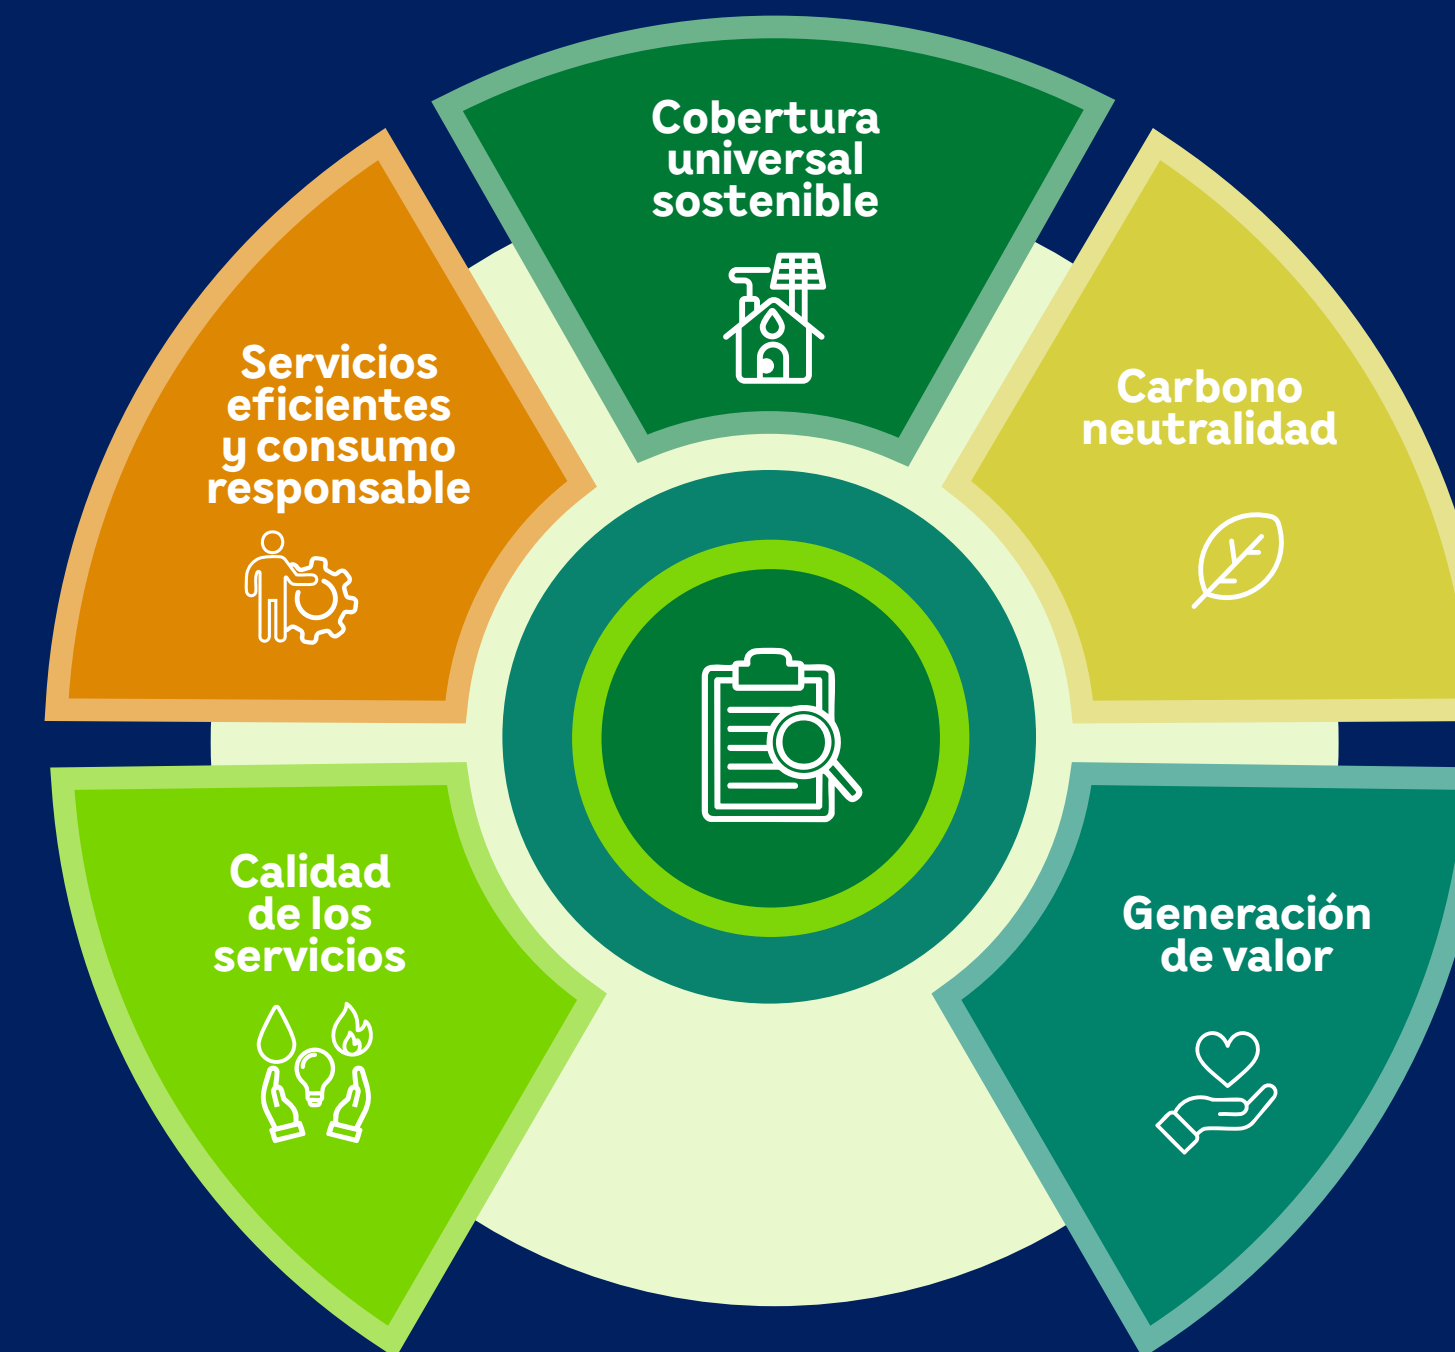 Cobertura
universal
sostenible
Servicios
eficientes
y consumo
responsable
Carbono
neutralidad
Calidad
de los
servicios
Generación
de valor